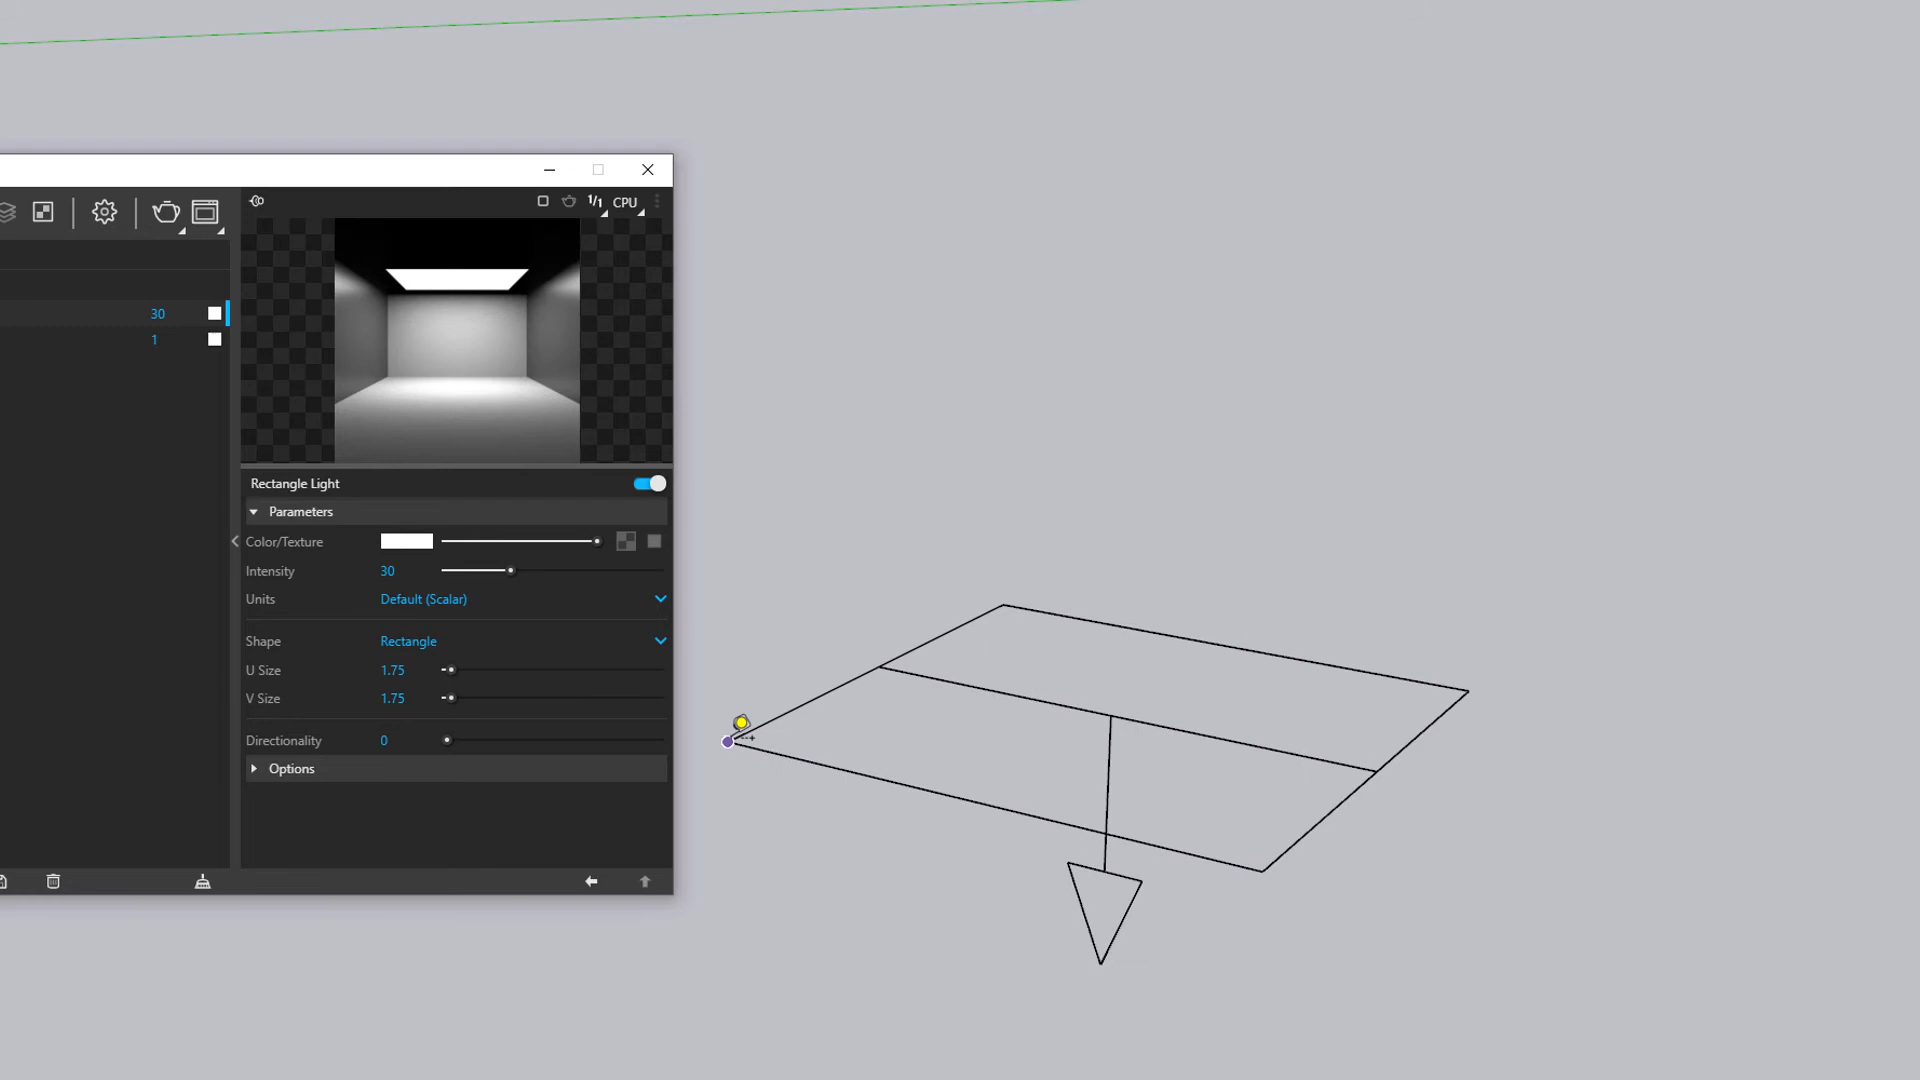 1/1 CPU
30
1
Rectangle Light
Parameters
Color/Texture
Intensity 30
Units Default (Scalar)
Shape Rectangle
U Size 1.75
V Size 1.75
Directionality 0
Options